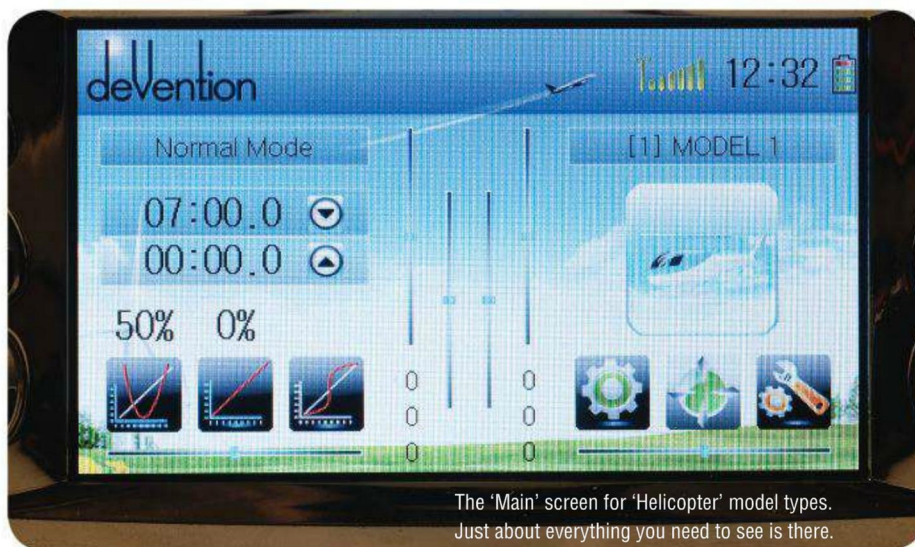 deVention
12:32
Normal Mode
[1] MODEL 1
07:00.0
00:00.0
50% 0%
0 0
0 0
0 0
The ‘Main’ screen for ‘Helicopter’ model types.
Just about everything you need to see is there.